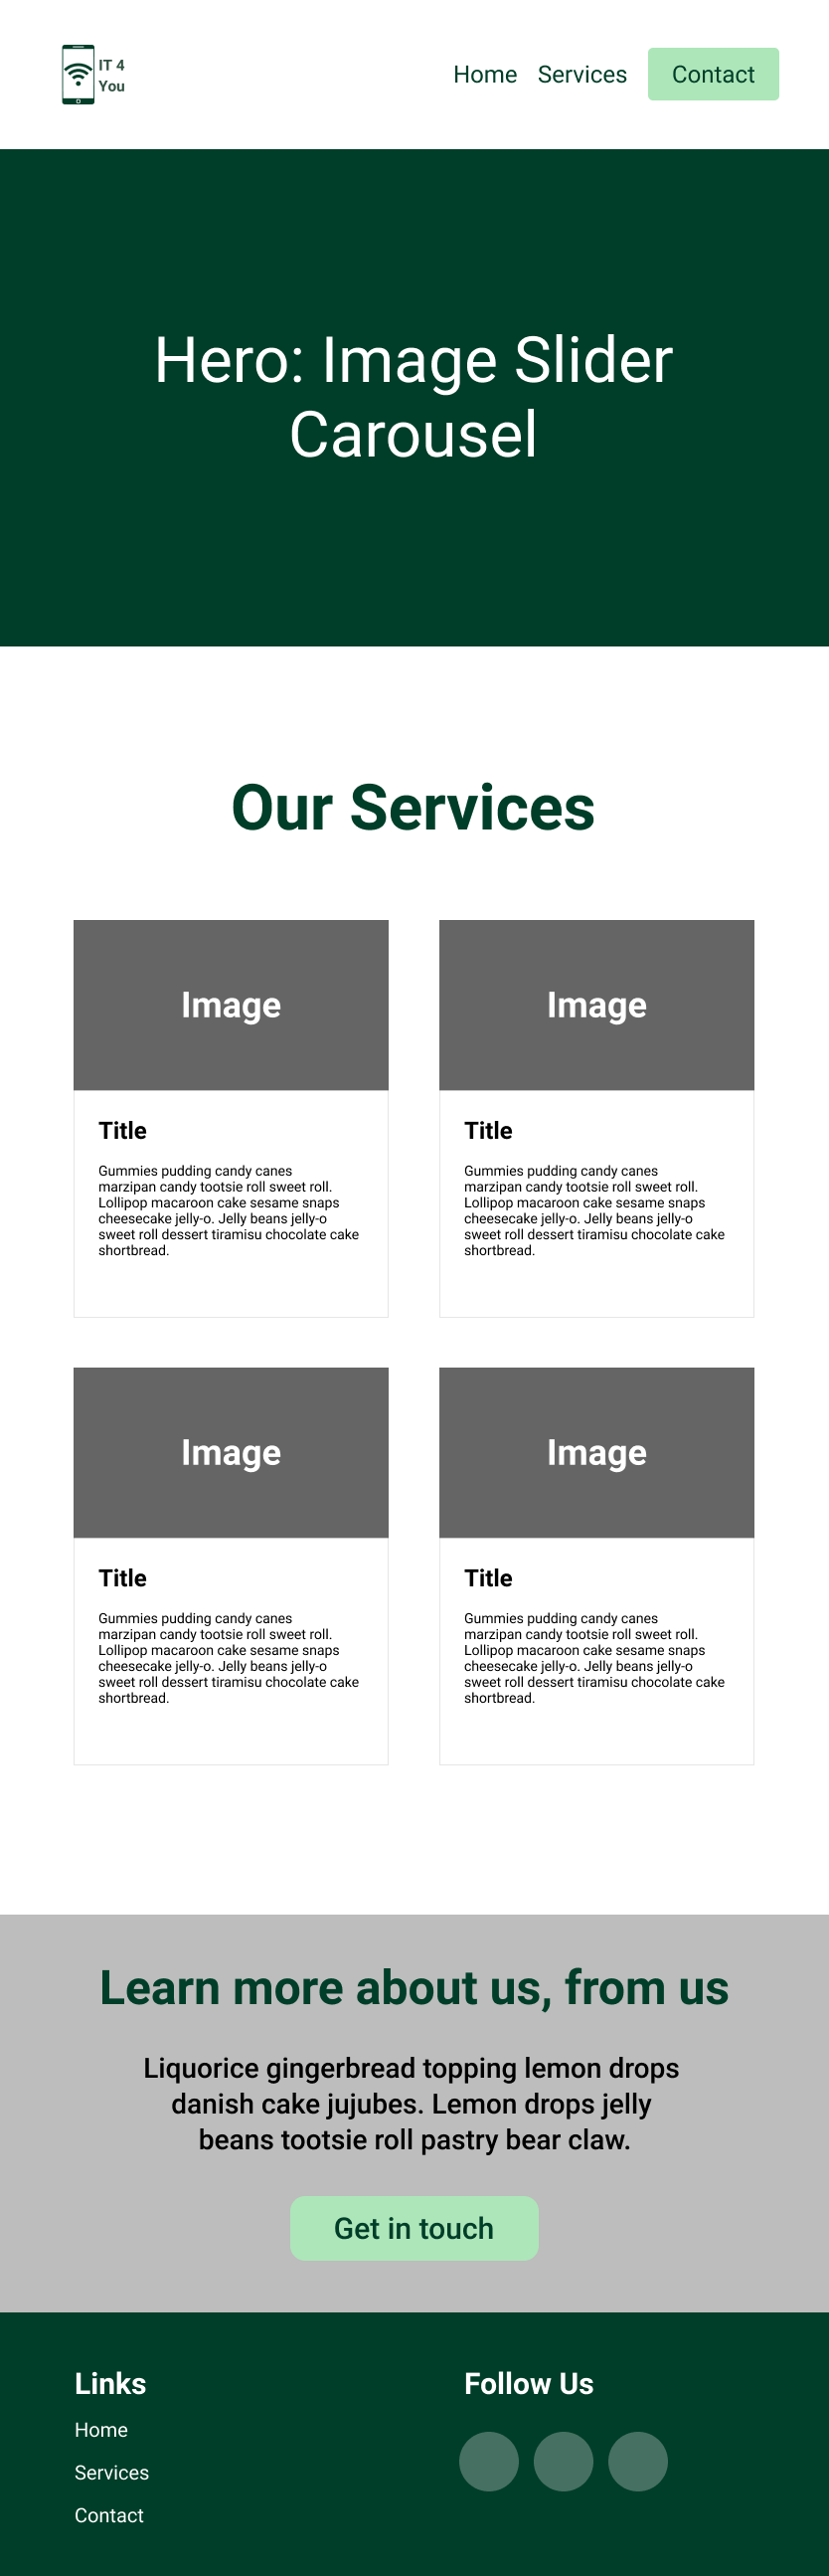 IT 4
You
Home Services Contact
Hero: Image Slider
Carousel
Our Services
Image
Title
Gummies pudding candy canes
marzipan candy tootsie roll sweet roll.
Lollipop macaroon cake sesame snaps
cheesecake jelly-o. Jelly beans jelly-o
sweet roll dessert tiramisu chocolate cake
shortbread.
Image
Title
Gummies pudding candy canes
marzipan candy tootsie roll sweet roll.
Lollipop macaroon cake sesame snaps
cheesecake jelly-o. Jelly beans jelly-o
sweet roll dessert tiramisu chocolate cake
shortbread.
Image
Title
Gummies pudding candy canes
marzipan candy tootsie roll sweet roll.
Lollipop macaroon cake sesame snaps
cheesecake jelly-o. Jelly beans jelly-o
sweet roll dessert tiramisu chocolate cake
shortbread.
Image
Title
Gummies pudding candy canes
marzipan candy tootsie roll sweet roll.
Lollipop macaroon cake sesame snaps
cheesecake jelly-o. Jelly beans jelly-o
sweet roll dessert tiramisu chocolate cake
shortbread.
Learn more about us, from us
Liquorice gingerbread topping lemon drops
danish cake jujubes. Lemon drops jelly
beans tootsie roll pastry bear claw.
Get in touch
Links
Home
Services
Contact
Follow Us